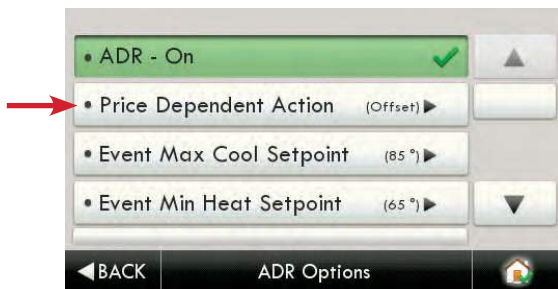 • ADR - On
• Price Dependent Action (Offset)
• Event Max Cool Setpoint (85 °)
• Event Min Heat Setpoint (65 °)
BACK ADR Options